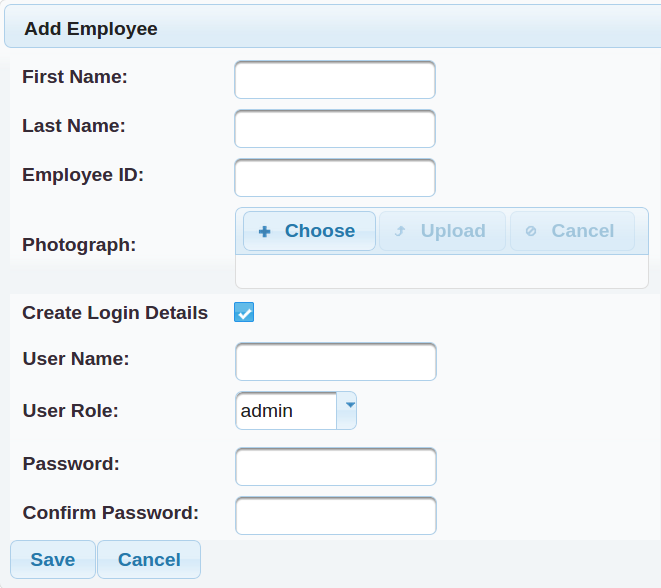 Add Employee
First Name:
Last Name:
Employee ID:
Photograph: Choose Upload Cancel
Create Login Details
User Name:
User Role: admin
Password:
Confirm Password:
Save Cancel